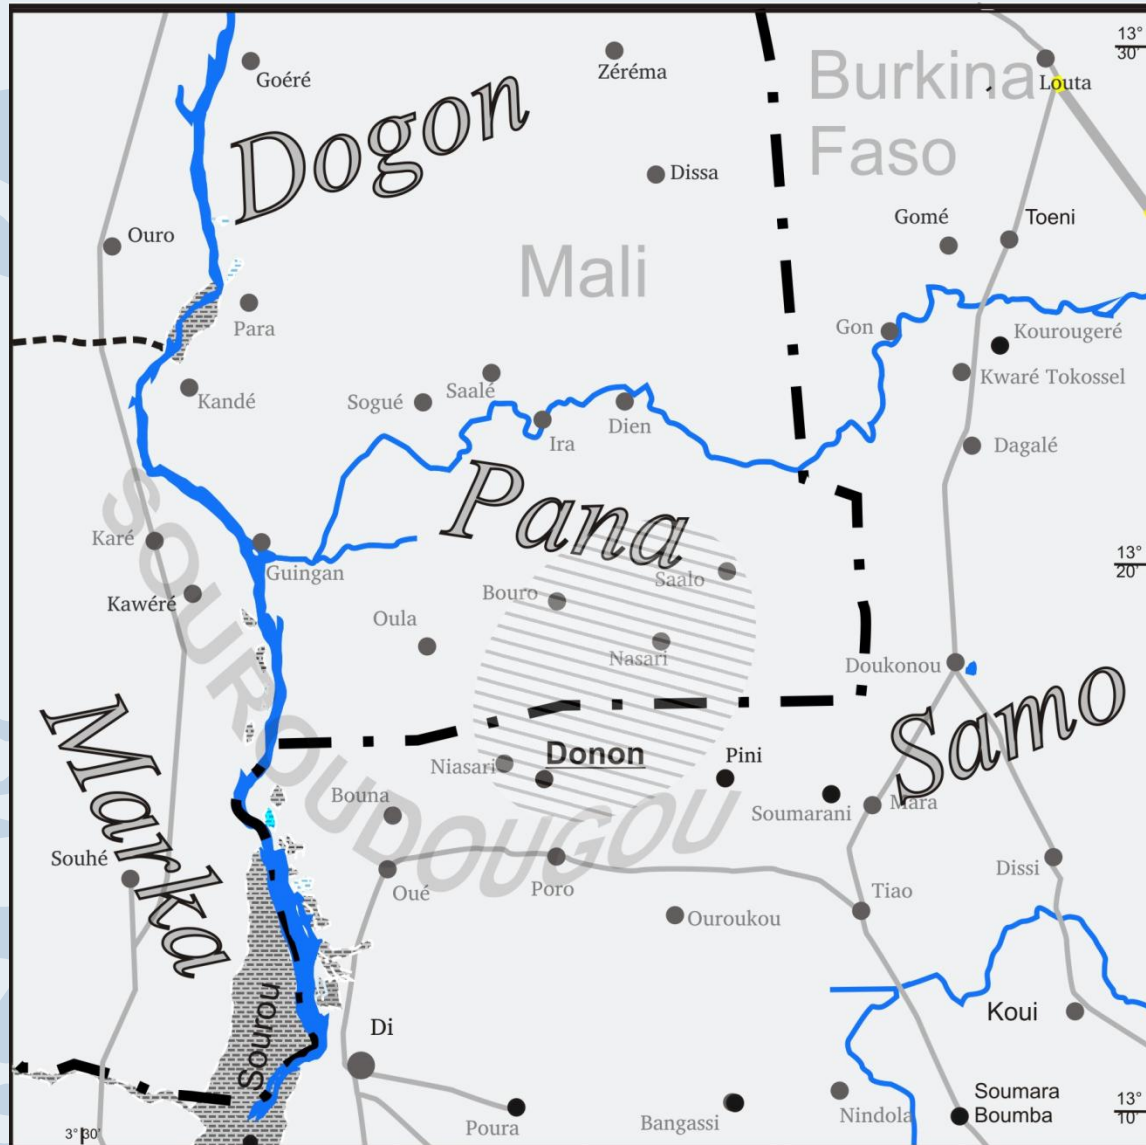 13°
30'
Goéré
Zéréma
Burkina
Faso
Louta
Dogon
Dissa
Ouro
Mali
Gomé
Toeni
Para
Gon
Kourougeré
Kandé
Sogué
Saalé
Kwaré Tokossel
Ira
Dien
Dagalé
Pana
SOUROUDOUGOU
Karé
Guingan
Saalo
13°
20'
Kawéré
Bouro
Oula
Nasari
Doukonou
Samo
Marka
Niasari
Donon
Pini
Bouna
Soumarani
Mara
Souhé
Oué
Poro
Dissi
Tiao
Ouroukou
Sourou
Di
Koui
Poura
Bangassi
Nindola
Soumara
Boumba
13°
10'
3° 30'